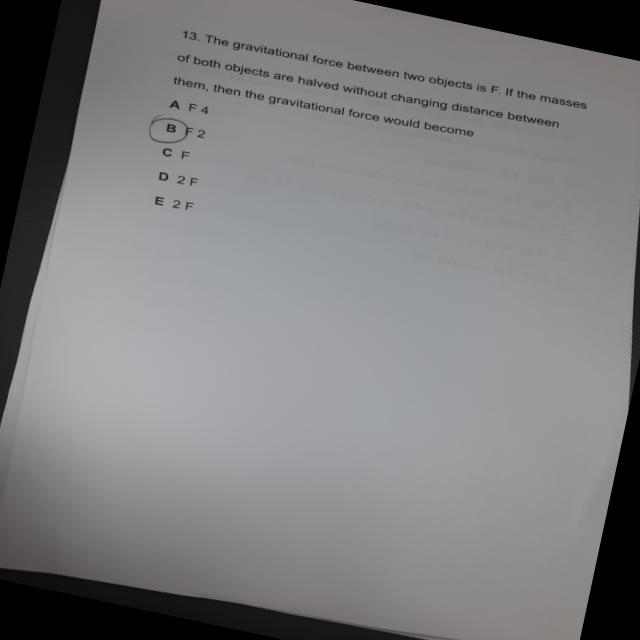 13. The gravitational force between two objects is F. If the masses
of both objects are halved without changing distance between
them, then the gravitational force would become
A F 4
B F 2
C F
D 2 F
E 2 F